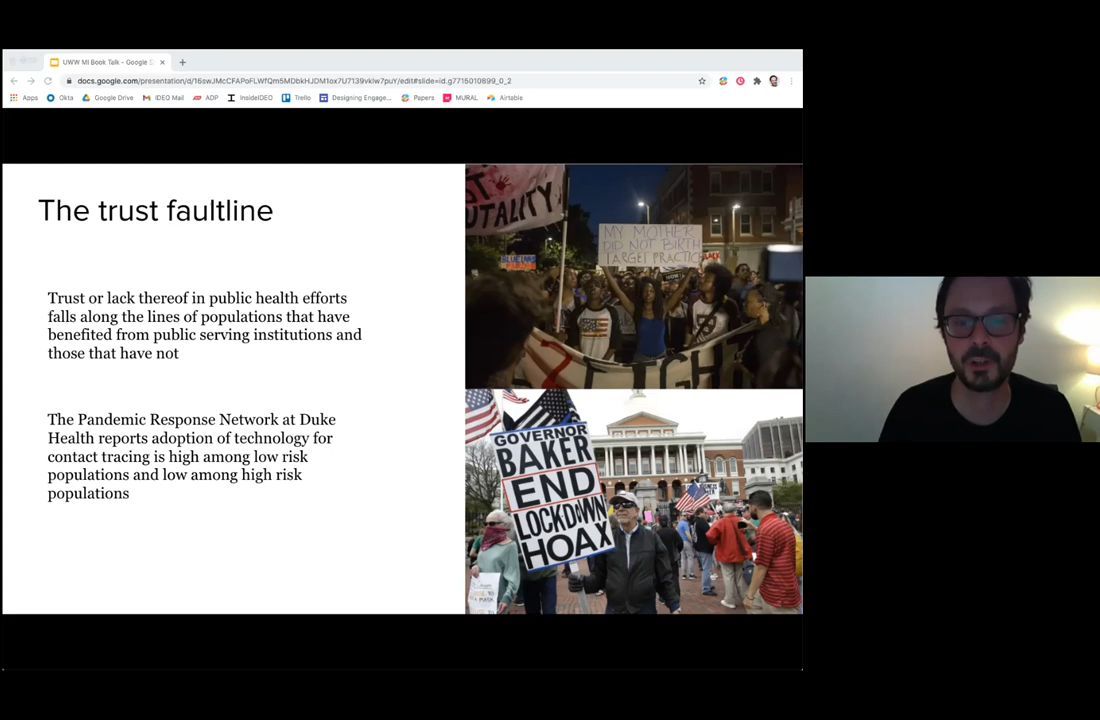 UWW MI Book Talk - Google S
docs.google.com/presentation/d/16swJMcCFAPoFLWfQm5MDbkHJDM1ox7U7139vkiw7puY/edit#slide=id.g7715010899_0_2
Apps Okta Google Drive IDEO Mail ADP InsideIDEO Trello Designing Engage... Papers MURAL Airtable
The trust faultline
Trust or lack thereof in public health efforts
falls along the lines of populations that have
benefited from public serving institutions and
those that have not
The Pandemic Response Network at Duke
Health reports adoption of technology for
contact tracing is high among low risk
populations and low among high risk
populations
UTALITY
MY MOTHER
DID NOT BIRTH
TARGET PRACTICE
GOVERNOR
BAKER
END
LOCKDOWN
HOAX